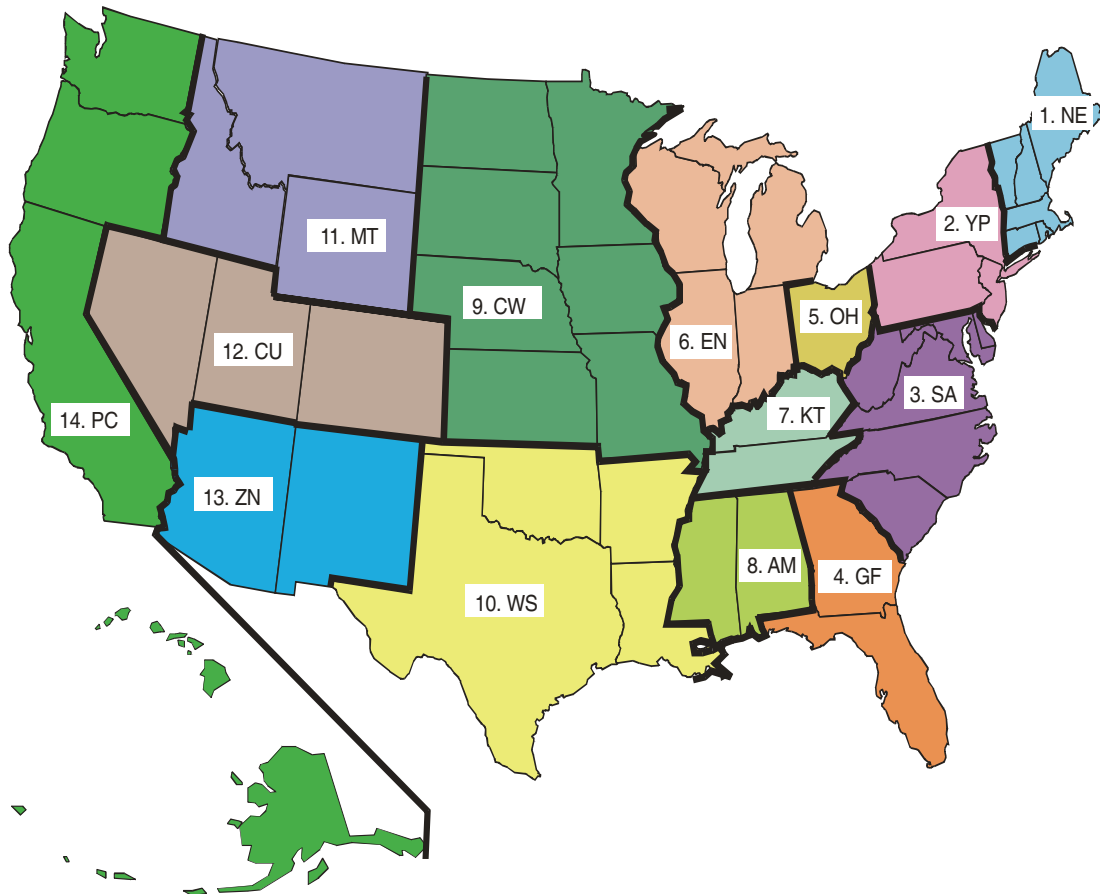 1. NE
2. YP
11. MT
9. CW
5. OH
6. EN
12. CU
3. SA
7. KT
14. PC
13. ZN
8. AM
4. GF
10. WS